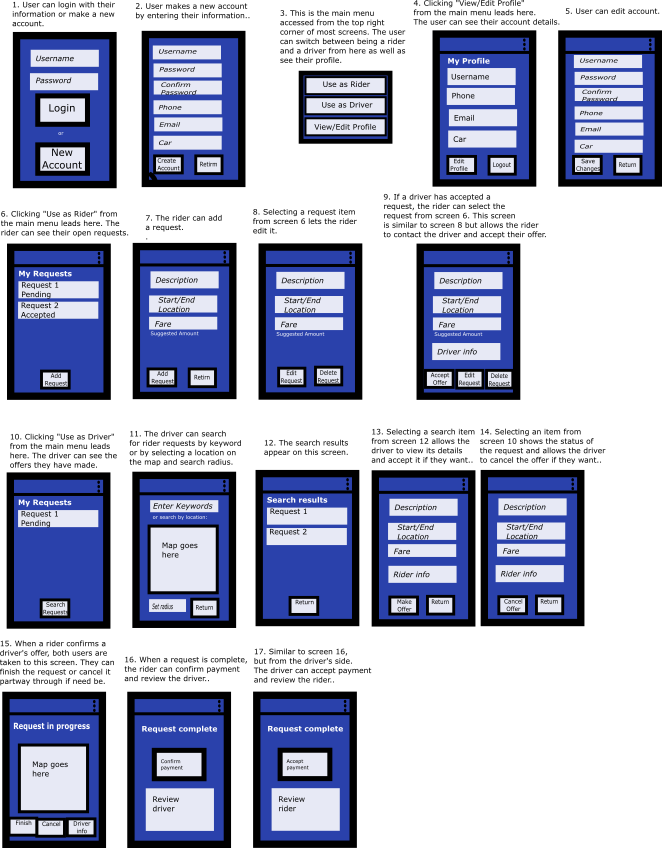 1. User can login with their
information or make a new
account.
Username
Password
Login
or
New
Account
2. User makes a new account
by entering their information..
Username
Password
Confirm
Password
Phone
Email
Car
Create
Account
Retirm
3. This is the main menu
accessed from the top right
corner of most screens. The user
can switch between being a rider
and a driver from here as well as
see their profile.
Use as Rider
Use as Driver
View/Edit Profile
4. Clicking "View/Edit Profile"
from the main menu leads here.
The user can see their account details.
My Profile
Username
Phone
Email
Car
Edit
Profile
Logout
5. User can edit account.
Username
Password
Confirm
Password
Phone
Email
Car
Save
Changes
Return
6. Clicking "Use as Rider" from
the main menu leads here. The
rider can see their open requests.
My Requests
Request 1
Pending
Request 2
Accepted
Add
Request
7. The rider can add
a request.
.
Description
Start/End
Location
Fare
Suggested Amount
Add
Request
Retirn
8. Selecting a request item
from screen 6 lets the rider
edit it.
Description
Start/End
Location
Fare
Suggested Amount
Edit
Request
Delete
Request
9. If a driver has accepted a
request, the rider can select the
request from screen 6. This screen
is similar to screen 8 but allows the rider
to contact the driver and accept their offer.
Description
Start/End
Location
Fare
Suggested Amount
Driver info
Accept
Offer
Edit
Request
Delete
Request
10. Clicking "Use as Driver"
from the main menu leads
here. The driver can see the
offers they have made.
My Requests
Request 1
Pending
Search
Requests
11. The driver can search
for rider requests by keyword
or by selecting a location on
the map and search radius.
Enter Keywords
or search by location:
Map goes
here
Set radius
Return
12. The search results
appear on this screen.
Search results
Request 1
Request 2
Return
13. Selecting a search item
from screen 12 allows the
driver to view its details
and accept it if they want..
Description
Start/End
Location
Fare
Rider info
Make
Offer
Return
14. Selecting an item from
screen 10 shows the status of
the request and allows the driver
to cancel the offer if they want..
Description
Start/End
Location
Fare
Rider info
Cancel
Offer
Return
15. When a rider confirms a
driver's offer, both users are
taken to this screen. They can
finish the request or cancel it
partway through if need be.
Request in progress
Map goes
here
Finish
Cancel
Driver
info
16. When a request is complete,
the rider can confirm payment
and review the driver..
Request complete
Confirm
payment
Review
driver
17. Similar to screen 16,
but from the driver's side.
The driver can accept payment
and review the rider..
Request complete
Accept
payment
Review
rider